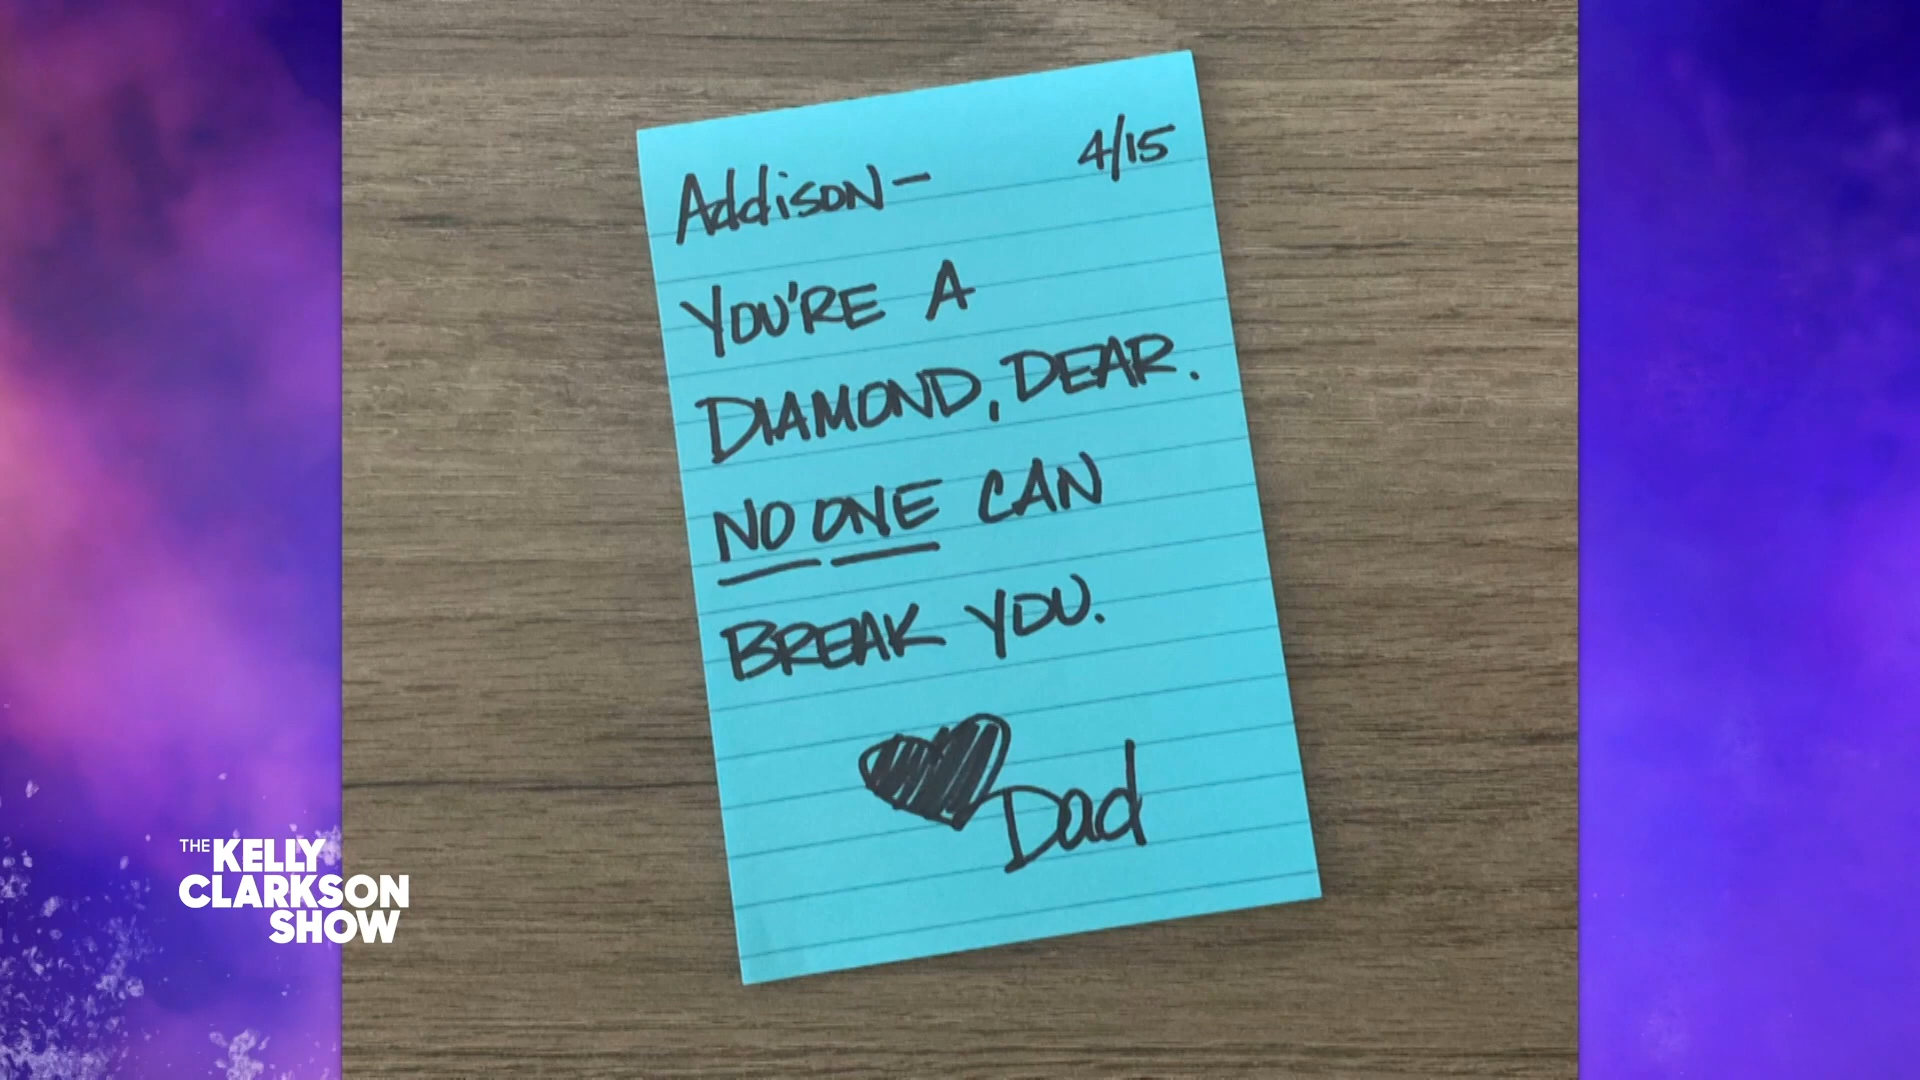 Addison- 4/15
YOU'RE A
DIAMOND, DEAR.
NO ONE CAN
BREAK YOU.
Dad
THE KELLY
CLARKSON
SHOW